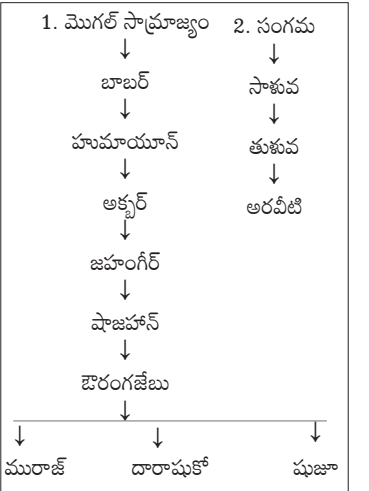 1. మొగల్ సామ్రాజ్యం 2. సంగమ
↓ ↓
బాబర్ సాళువ
↓ ↓
హుమాయూన్ తుళువ
↓ ↓
అక్బర్ అరవీటి
↓
జహంగీర్
↓
షాజహాన్
↓
ఔరంగజేబు
↓
↓ ↓ ↓
మురాజ్ దారాషుకో షుజూ